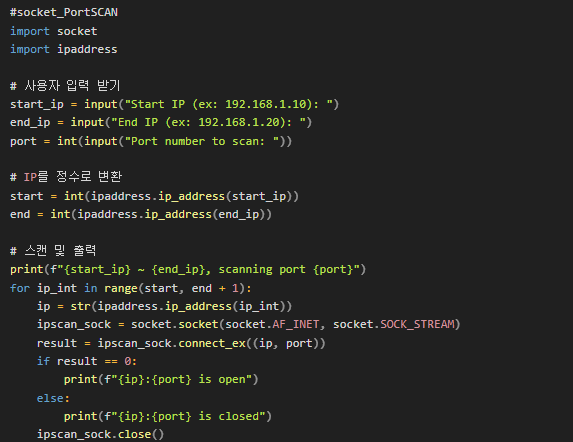 #socket_PortSCAN
import socket
import ipaddress

# 사용자 입력 받기
start_ip = input("Start IP (ex: 192.168.1.10): ")
end_ip = input("End IP (ex: 192.168.1.20): ")
port = int(input("Port number to scan: "))

# IP를 정수로 변환
start = int(ipaddress.ip_address(start_ip))
end = int(ipaddress.ip_address(end_ip))

# 스캔 및 출력
print(f"{start_ip} ~ {end_ip}, scanning port {port}")
for ip_int in range(start, end + 1):
    ip = str(ipaddress.ip_address(ip_int))
    ipscan_sock = socket.socket(socket.AF_INET, socket.SOCK_STREAM)
    result = ipscan_sock.connect_ex((ip, port))
    if result == 0:
        print(f"{ip}:{port} is open")
    else:
        print(f"{ip}:{port} is closed")
    ipscan_sock.close()